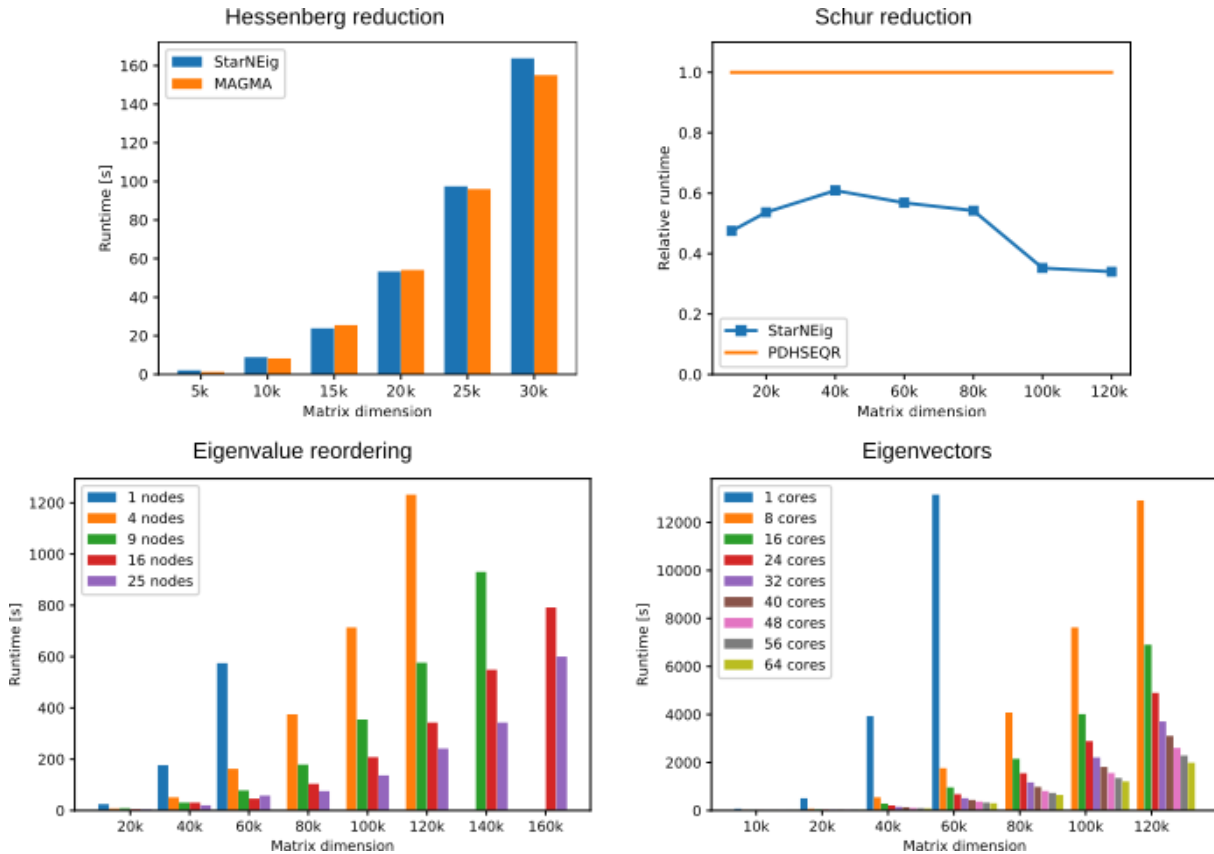 Hessenberg reduction
StarNEig
MAGMA
160
140
120
100
80
60
40
20
0
Runtime [s]
5k 10k 15k 20k 25k 30k
Matrix dimension
Schur reduction
1.0
0.8
0.6
0.4
0.2
0.0
Relative runtime
StarNEig
PDHSEQR
20k 40k 60k 80k 100k 120k
Matrix dimension
Eigenvalue reordering
1 nodes
4 nodes
9 nodes
16 nodes
25 nodes
1200
1000
800
600
400
200
0
Runtime [s]
20k 40k 60k 80k 100k 120k 140k 160k
Matrix dimension
Eigenvectors
1 cores
8 cores
16 cores
24 cores
32 cores
40 cores
48 cores
56 cores
64 cores
12000
10000
8000
6000
4000
2000
0
Runtime [s]
10k 20k 40k 60k 80k 100k 120k
Matrix dimension